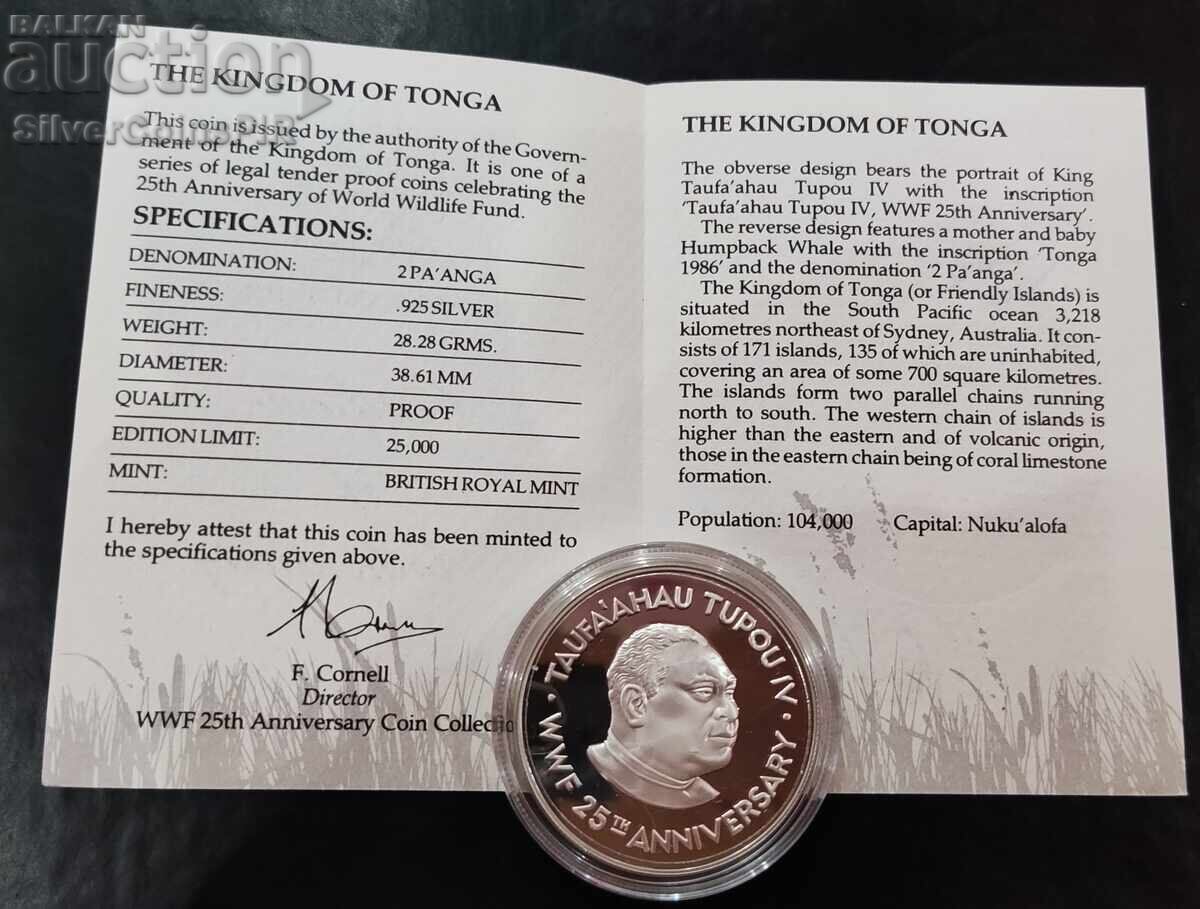 BALKAN
auction
SilverCoinsPIR
THE KINGDOM OF TONGA
This coin is issued by the authority of the Govern-
ment of the Kingdom of Tonga. It is one of a
series of legal tender proof coins celebrating the
25th Anniversary of World Wildlife Fund.
SPECIFICATIONS:
DENOMINATION: 2 PA'ANGA
FINENESS: .925 SILVER
WEIGHT: 28.28 GRMS.
DIAMETER: 38.61 MM
QUALITY: PROOF
EDITION LIMIT: 25,000
MINT: BRITISH ROYAL MINT
I hereby attest that this coin has been minted to
the specifications given above.
F. Cornell
Director
WWF 25th Anniversary Coin Collectio
THE KINGDOM OF TONGA
The obverse design bears the portrait of King
Taufa'ahau Tupou IV with the inscription
'Taufa'ahau Tupou IV, WWF 25th Anniversary'.
The reverse design features a mother and baby
Humpback Whale with the inscription 'Tonga
1986' and the denomination '2 Pa'anga'.
The Kingdom of Tonga (or Friendly Islands) is
situated in the South Pacific ocean 3,218
kilometres northeast of Sydney, Australia. It con-
sists of 171 islands, 135 of which are uninhabited,
covering an area of some 700 square kilometres.
The islands form two parallel chains running
north to south. The western chain of islands is
higher than the eastern and of volcanic origin,
those in the eastern chain being of coral limestone
formation.
Population: 104,000 Capital: Nuku'alofa
· TAUFA'AHAU TUPOU IV ·
WWF 25TH ANNIVERSARY